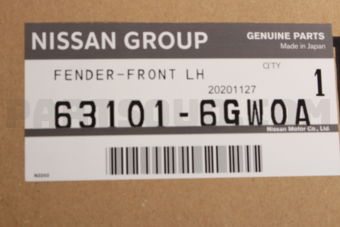 NISSAN GROUP
GENUINE PARTS
Made in Japan
FENDER-FRONT LH
Q'TY
20201127
1
63101-6GW0A
Nissan Motor Co., Ltd.